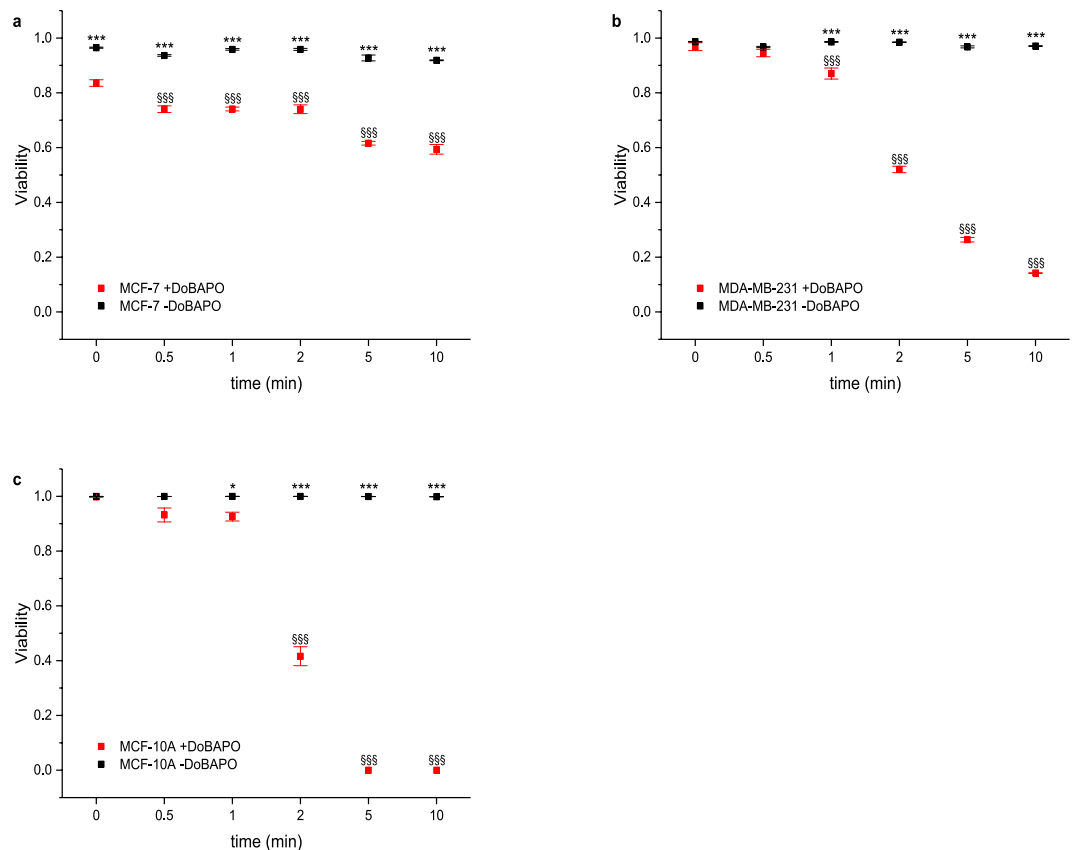 a
*** *** *** *** *** ***
1.0
0.8
§§§ §§§ §§§
0.6
§§§ §§§
0.4
0.2
0.0
Viability
MCF-7 +DoBAPO
MCF-7 -DoBAPO
0 0.5 1 2 5 10
time (min)
b
*** *** *** ***
1.0
§§§
0.8
0.6
§§§
0.4
0.2
§§§
§§§
0.0
Viability
MDA-MB-231 +DoBAPO
MDA-MB-231 -DoBAPO
0 0.5 1 2 5 10
time (min)
c
* *** *** ***
1.0
0.8
0.6
§§§
0.4
0.2
0.0
§§§ §§§
Viability
MCF-10A +DoBAPO
MCF-10A -DoBAPO
0 0.5 1 2 5 10
time (min)